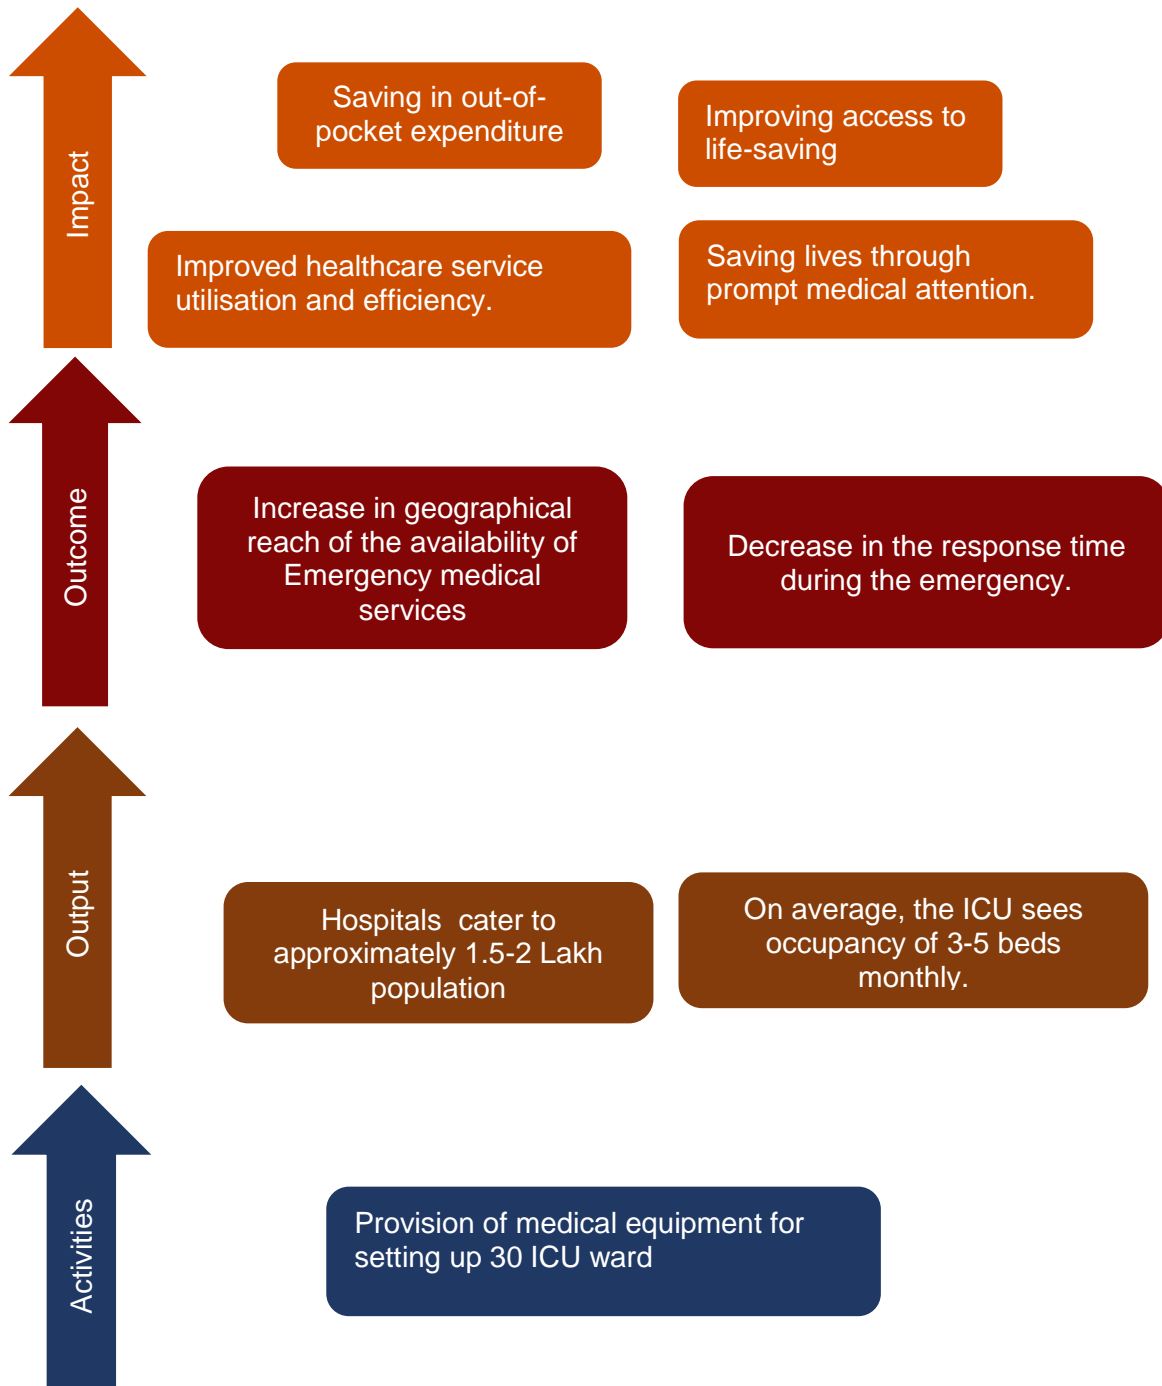 Impact
Saving in out-of-
pocket expenditure
Improving access to
life-saving
Improved healthcare service
utilisation and efficiency.
Saving lives through
prompt medical attention.
Outcome
Increase in geographical
reach of the availability of
Emergency medical
services
Decrease in the response time
during the emergency.
Output
Hospitals  cater to
approximately 1.5-2 Lakh
population
On average, the ICU sees
occupancy of 3-5 beds
monthly.
Activities
Provision of medical equipment for
setting up 30 ICU ward